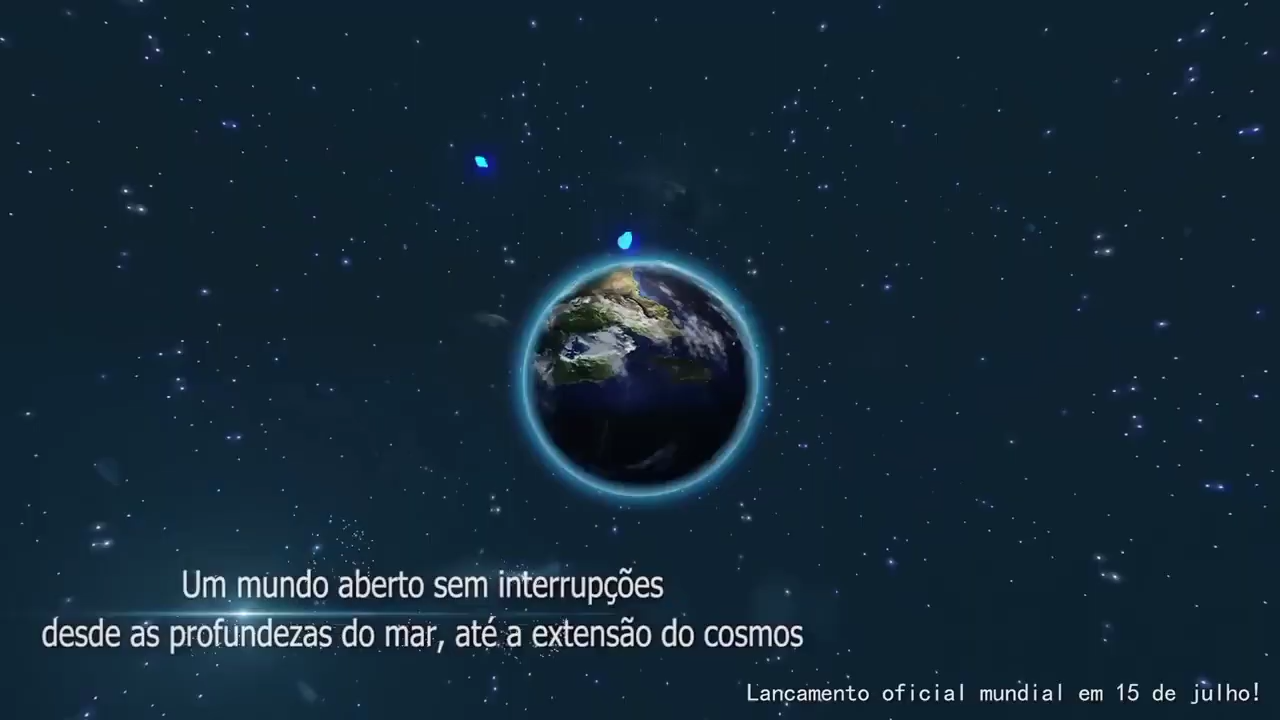 Um mundo aberto sem interrupções
desde as profundezas do mar, até a extensão do cosmos
Lancamento oficial mundial em 15 de julho!